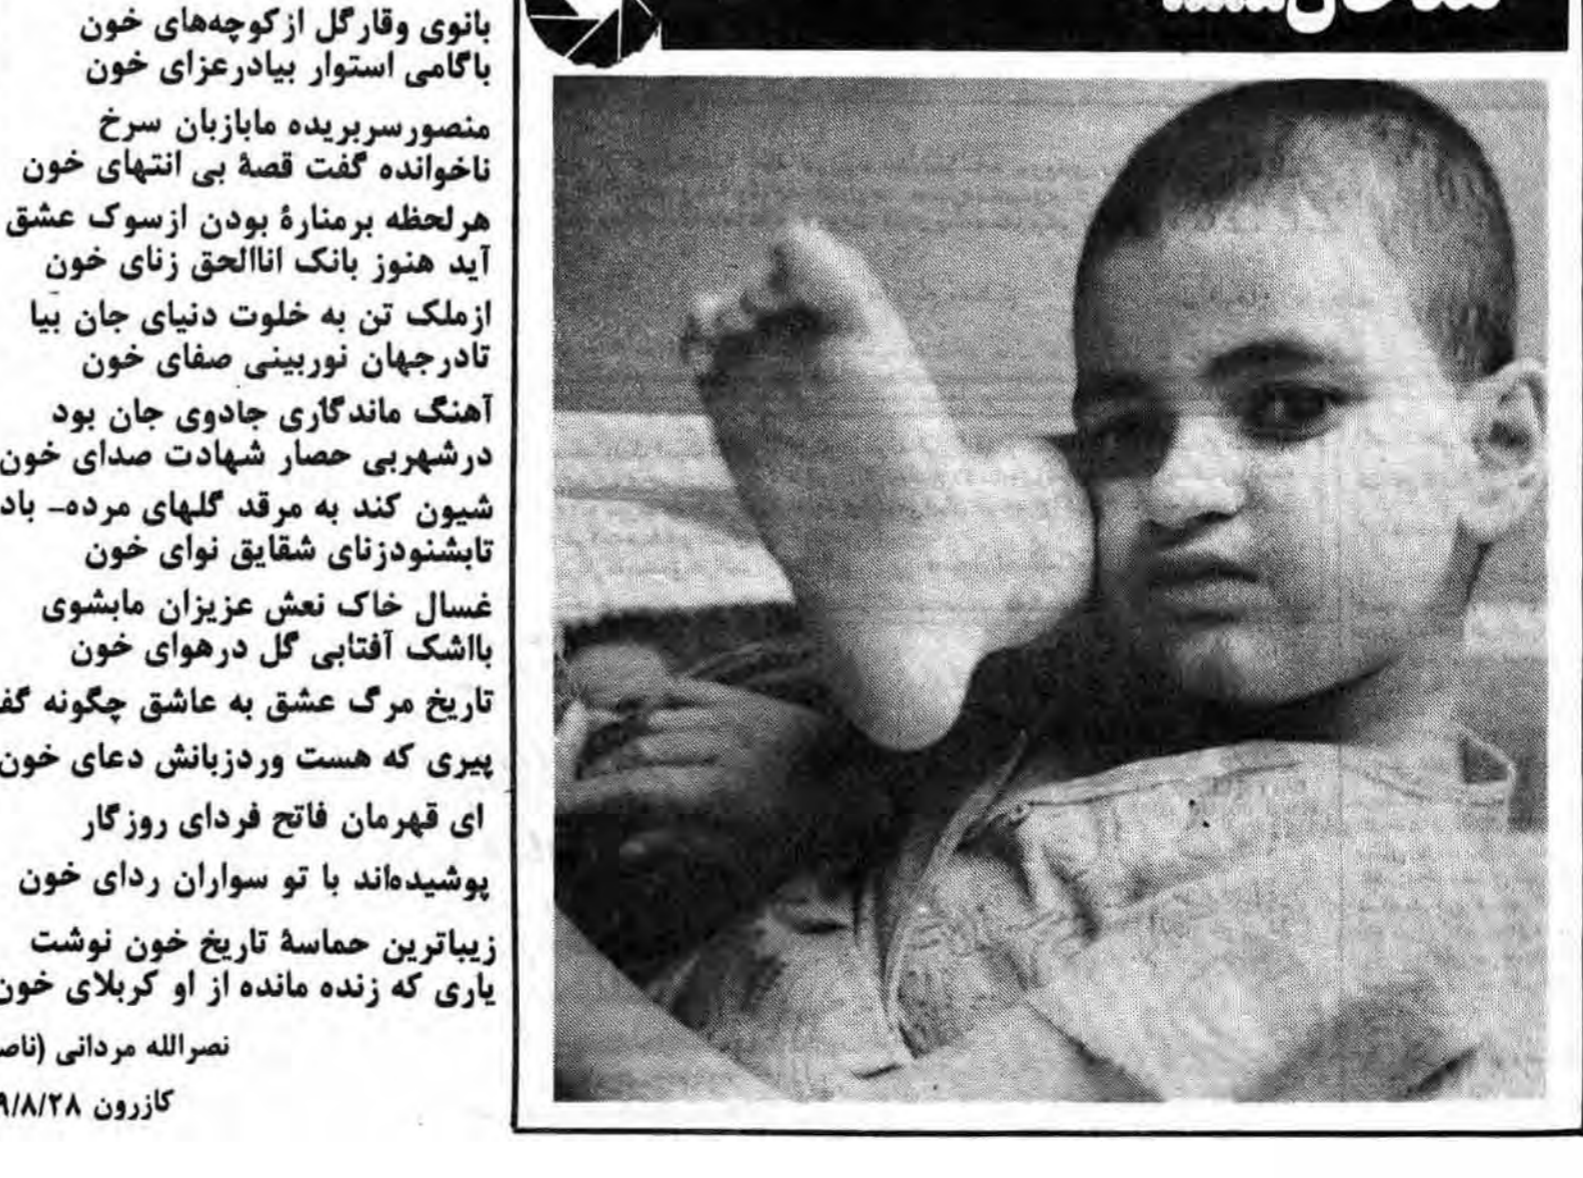 بانوی وقارگل ازکوچه‌های خون
باگامی استوار بیادرعزای خون
منصورسربریده مابازبان سرخ
ناخوانده گفت قصهٔ بی انتهای خون
هرلحظه برمنارهٔ بودن ازسوک عشق
آید هنوز بانک اناالحق زنای خون
ازملک تن به خلوت دنیای جان بیا
تادرجهان نوربینی صفای خون
آهنگ ماندگاری جادوی جان بود
درشهربی حصار شهادت صدای خون
شیون کند به مرقد گلهای مرده- باد
تابشنودزنای شقایق نوای خون
غسال خاک نعش عزیزان مابشوی
بااشک آفتابی گل درهوای خون
تاریخ مرگ عشق به عاشق چگونه
پیری که هست وردزبانش دعای خون
ای قهرمان فاتح فردای روزگار
پوشیده‌اند با تو سواران ردای خون
زیباترین حماسهٔ تاریخ خون نوشت
یاری که زنده مانده از او کربلای خون
نصرالله مردانی
کازرون ۹/۸/۲۸